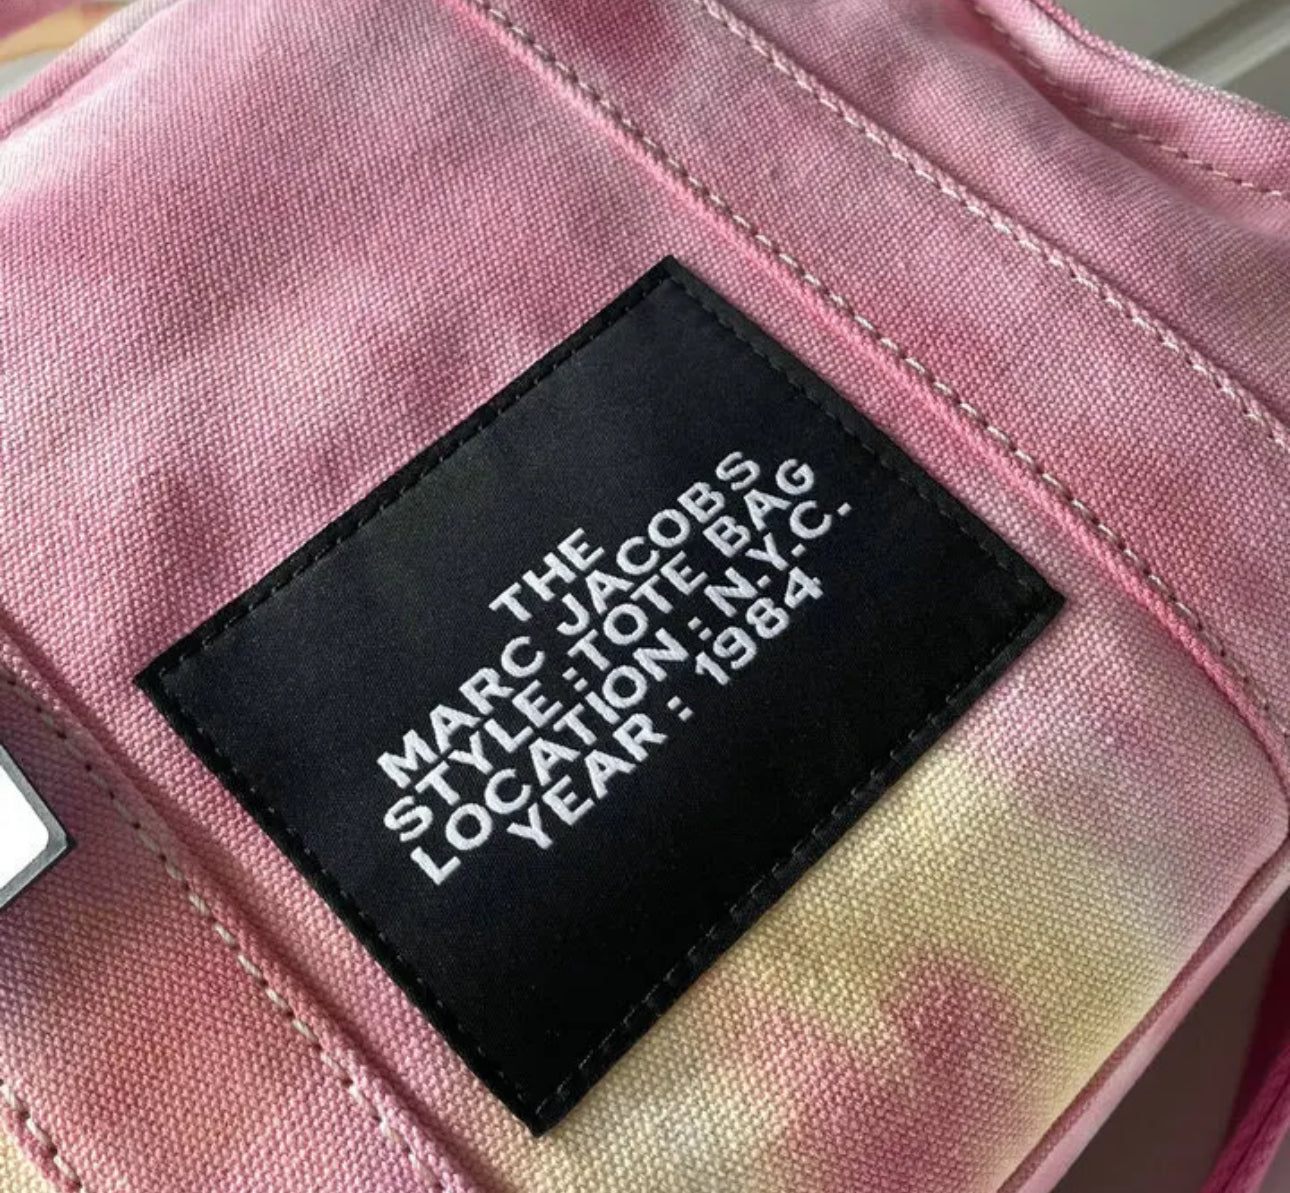 THE
MARC JACOBS
STYLE : TOTE BAG
LOCATION : N.Y.C.
YEAR : 1984